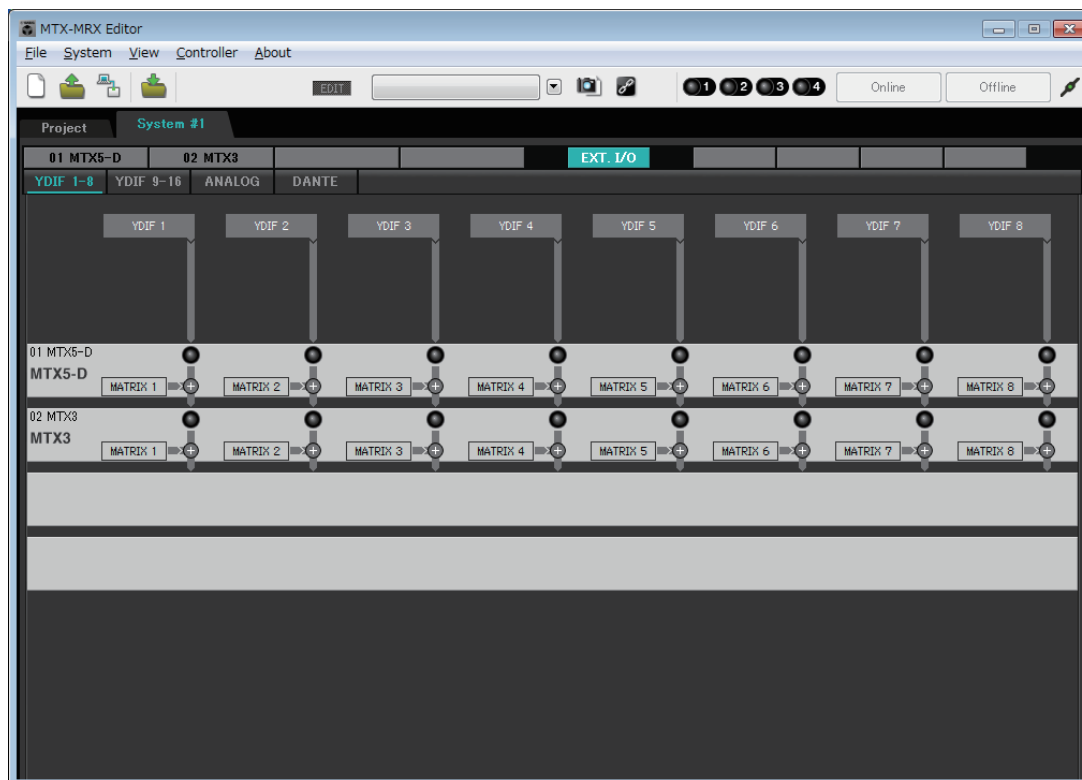 MTX-MRX Editor
File System View Controller About
EDIT 1 2 3 4 Online Offline
Project System #1
01 MTX5-D 02 MTX3 EXT. I/O
YDIF 1-8 YDIF 9-16 ANALOG DANTE
YDIF 1 YDIF 2 YDIF 3 YDIF 4 YDIF 5 YDIF 6 YDIF 7 YDIF 8
01 MTX5-D
MTX5-D
MATRIX 1 MATRIX 2 MATRIX 3 MATRIX 4 MATRIX 5 MATRIX 6 MATRIX 7 MATRIX 8
02 MTX3
MTX3
MATRIX 1 MATRIX 2 MATRIX 3 MATRIX 4 MATRIX 5 MATRIX 6 MATRIX 7 MATRIX 8